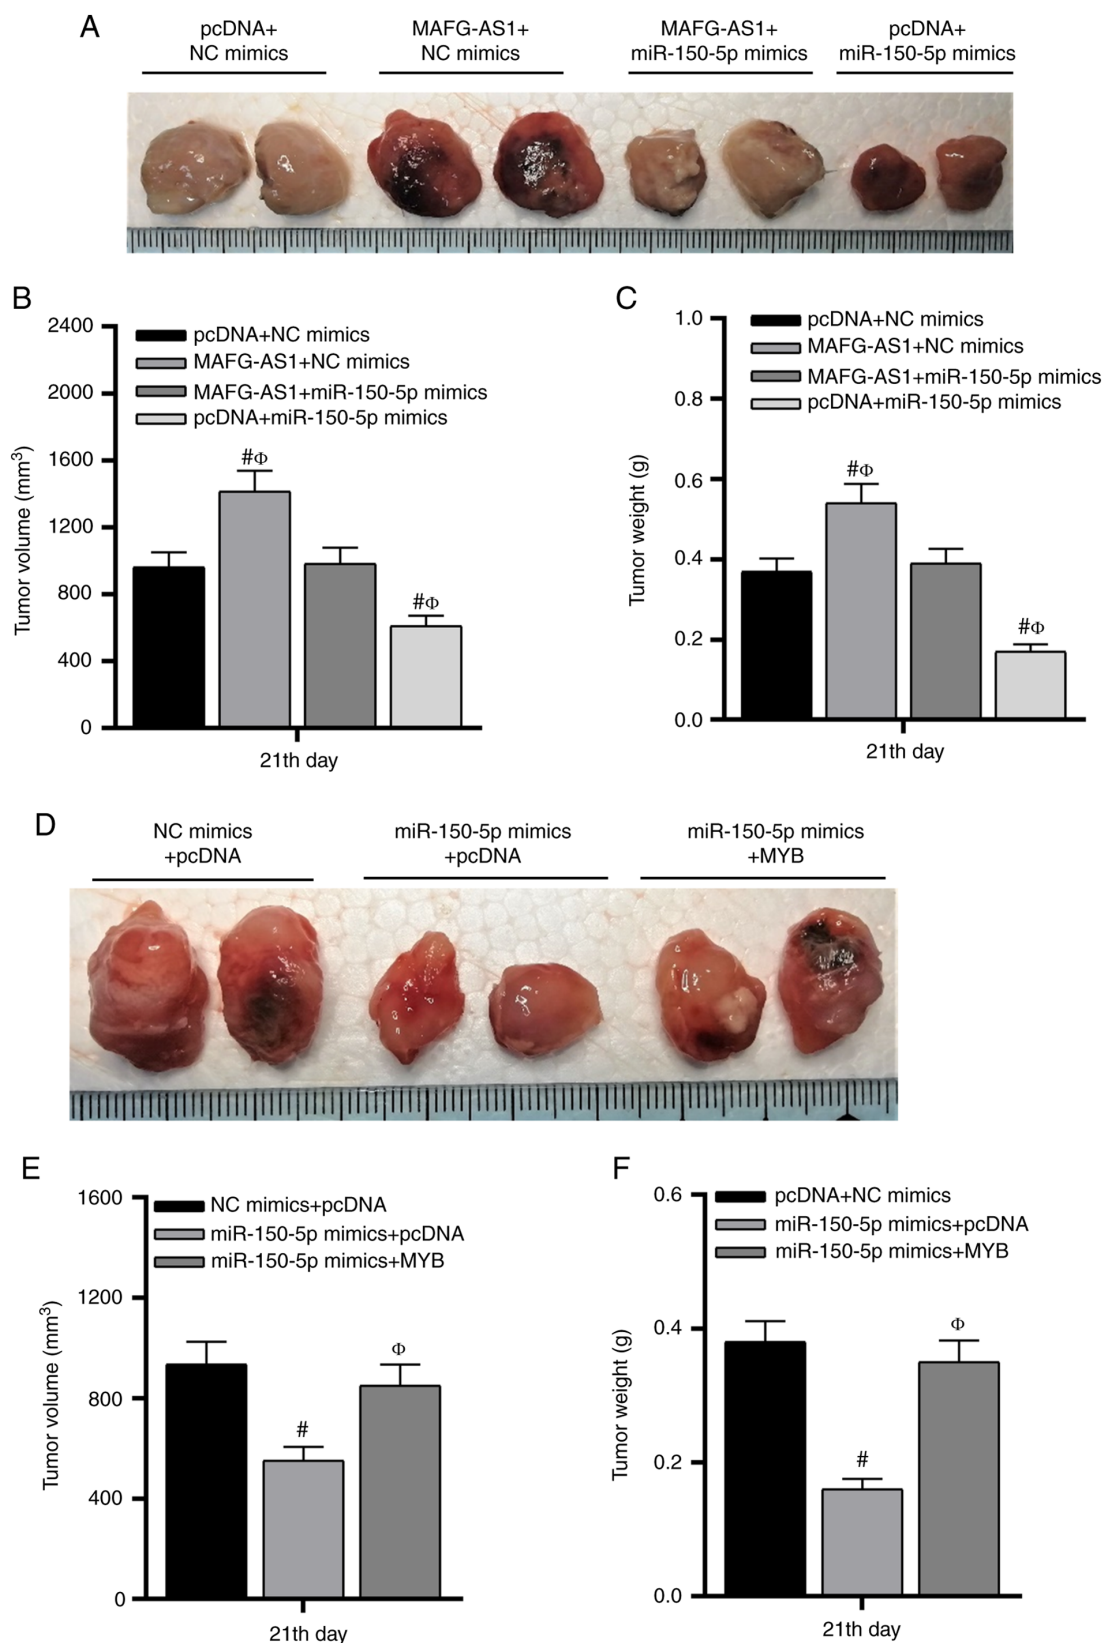 A
pcDNA+
NC mimics
MAFG-AS1+
NC mimics
MAFG-AS1+
miR-150-5p mimics
pcDNA+
miR-150-5p mimics
B
2400
2000
1600
1200
800
400
0
Tumor volume (mm³)
pcDNA+NC mimics
MAFG-AS1+NC mimics
MAFG-AS1+miR-150-5p mimics
pcDNA+miR-150-5p mimics
#Φ
#Φ
21th day
C
1.0
0.8
0.6
0.4
0.2
0.0
Tumor weight (g)
pcDNA+NC mimics
MAFG-AS1+NC mimics
MAFG-AS1+miR-150-5p mimics
pcDNA+miR-150-5p mimics
#Φ
#Φ
21th day
D
NC mimics
+pcDNA
miR-150-5p mimics
+pcDNA
miR-150-5p mimics
+MYB
E
1600
1200
800
400
0
Tumor volume (mm³)
NC mimics+pcDNA
miR-150-5p mimics+pcDNA
miR-150-5p mimics+MYB
#
Φ
21th day
F
0.6
0.4
0.2
0.0
Tumor weight (g)
pcDNA+NC mimics
miR-150-5p mimics+pcDNA
miR-150-5p mimics+MYB
#
Φ
21th day